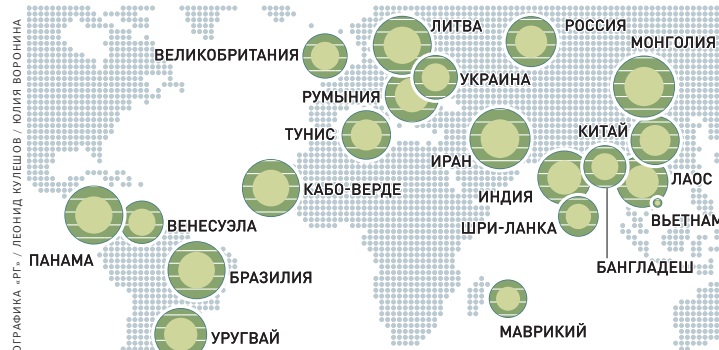 ЛИТВА
РОССИЯ
МОНГОЛИЯ
ВЕЛИКОБРИТАНИЯ
УКРАИНА
РУМЫНИЯ
ТУНИС
КИТАЙ
ИРАН
ЛАОС
КАБО-ВЕРДЕ
ИНДИЯ
ВЕНЕСУЭЛА
ШРИ-ЛАНКА
ВЬЕТНАМ
ПАНАМА
БАНГЛАДЕШ
БРАЗИЛИЯ
МАВРИКИЙ
УРУГВАЙ
ОГРАФИКА «РГ» / ЛЕОНИД КУЛЕШОВ / ЮЛИЯ ВОРОНИНА